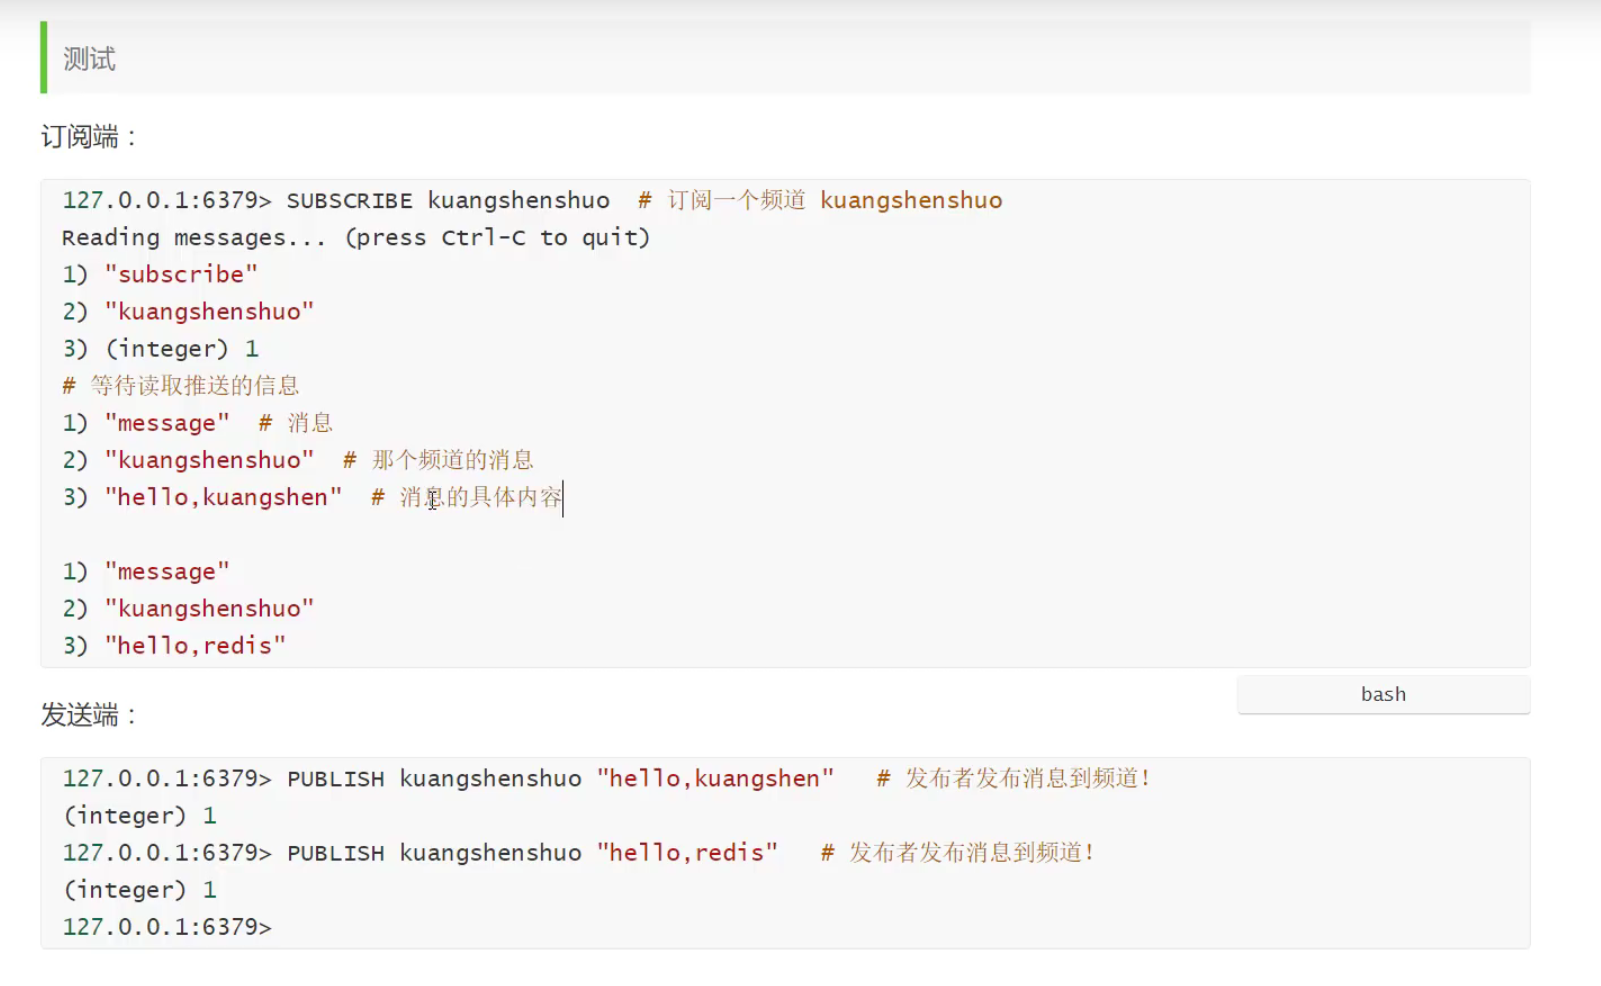 测试
订阅端：
127.0.0.1:6379> SUBSCRIBE kuangshenshuo  # 订阅一个频道 kuangshenshuo
Reading messages... (press Ctrl-C to quit)
1) "subscribe"
2) "kuangshenshuo"
3) (integer) 1
# 等待读取推送的信息
1) "message"  # 消息
2) "kuangshenshuo"  # 那个频道的消息
3) "hello,kuangshen"  # 消息的具体内容
1) "message"
2) "kuangshenshuo"
3) "hello,redis"
bash
发送端：
127.0.0.1:6379> PUBLISH kuangshenshuo "hello,kuangshen"   # 发布者发布消息到频道！
(integer) 1
127.0.0.1:6379> PUBLISH kuangshenshuo "hello,redis"   # 发布者发布消息到频道！
(integer) 1
127.0.0.1:6379>